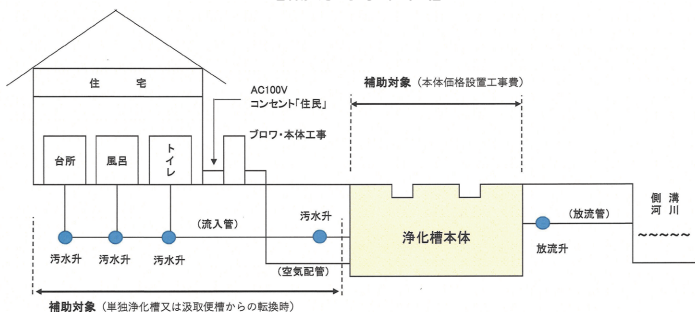 住　宅
AC100V
コンセント「住民」
補助対象（本体価格設置工事費）
ブロワ・本体工事
台所
風呂
トイレ
側溝
河川
汚水升
（流入管）
浄化槽本体
（放流管）
汚水升
汚水升
汚水升
放流升
（空気配管）
補助対象（単独浄化槽又は汲取便槽からの転換時）